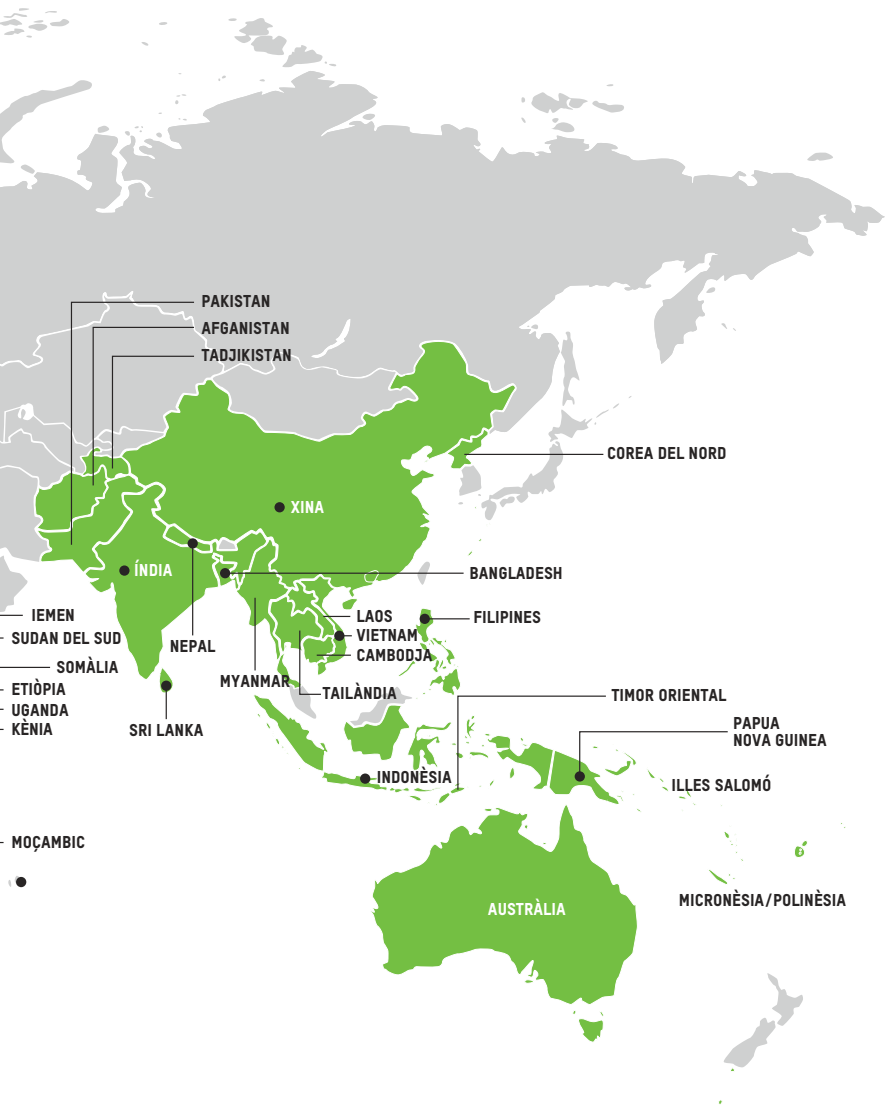 PAKISTAN
AFGANISTAN
TADJIKISTAN
COREA DEL NORD
XINA
ÍNDIA
BANGLADESH
IEMEN
LAOS
FILIPINES
SUDAN DEL SUD
VIETNAM
NEPAL
CAMBODJA
SOMÀLIA
MYANMAR
ETIÒPIA
TAILÀNDIA
TIMOR ORIENTAL
UGANDA
KÈNIA
SRI LANKA
PAPUA
NOVA GUINEA
INDONÈSIA
ILLES SALOMÓ
MOÇAMBIC
MICRONÈSIA/POLINÈSIA
AUSTRÀLIA